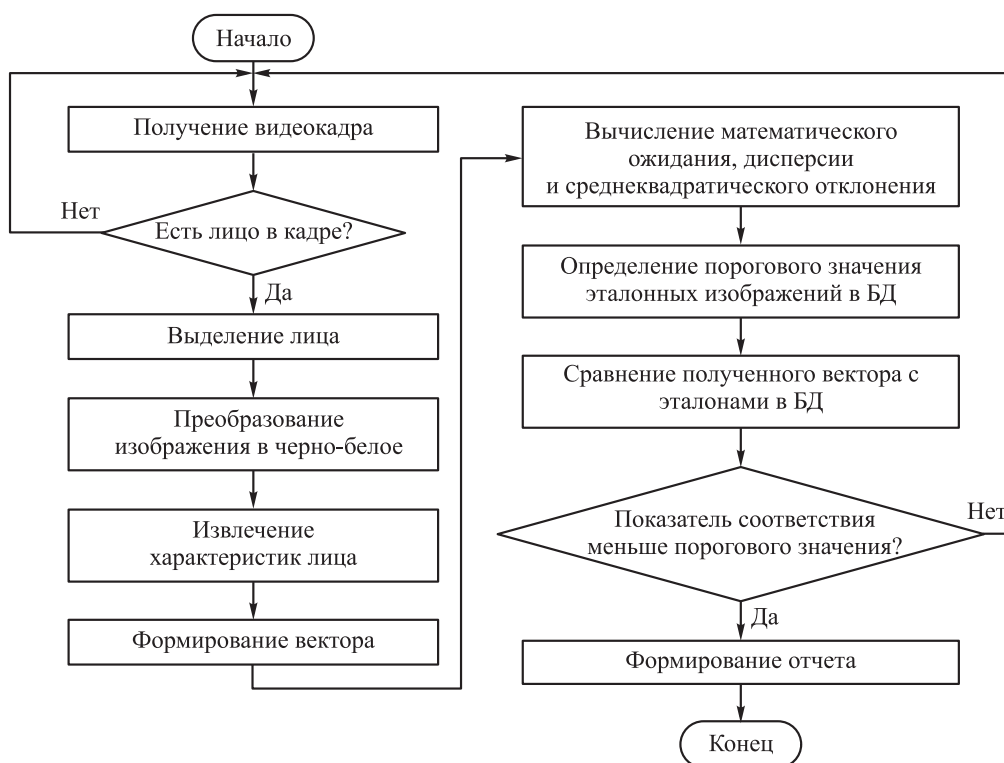 Начало
Получение видеокадра
Нет
Есть лицо в кадре?
Да
Выделение лица
Преобразование
изображения в черно-белое
Извлечение
характеристик лица
Формирование вектора
Вычисление математического
ожидания, дисперсии
и среднеквадратического отклонения
Определение порогового значения
эталонных изображений в БД
Сравнение полученного вектора с
эталонами в БД
Показатель соответствия
меньше порогового значения?
Нет
Да
Формирование отчета
Конец